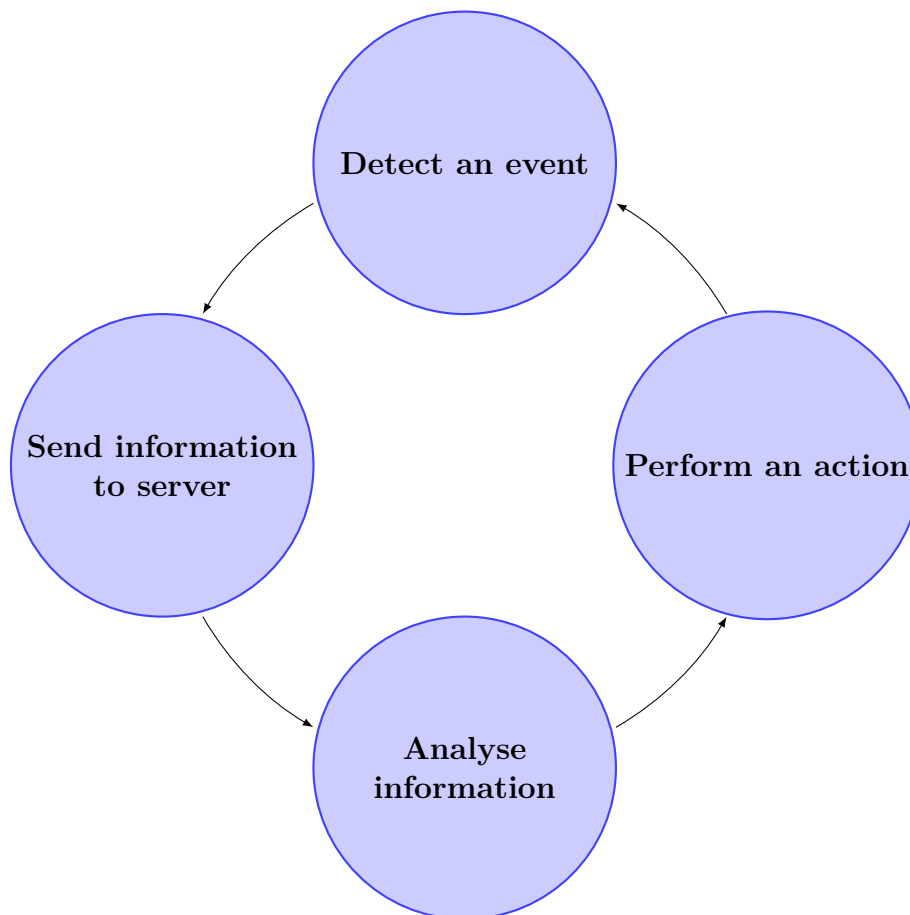 Detect an event
Send information
to server
Perform an action
Analyse
information